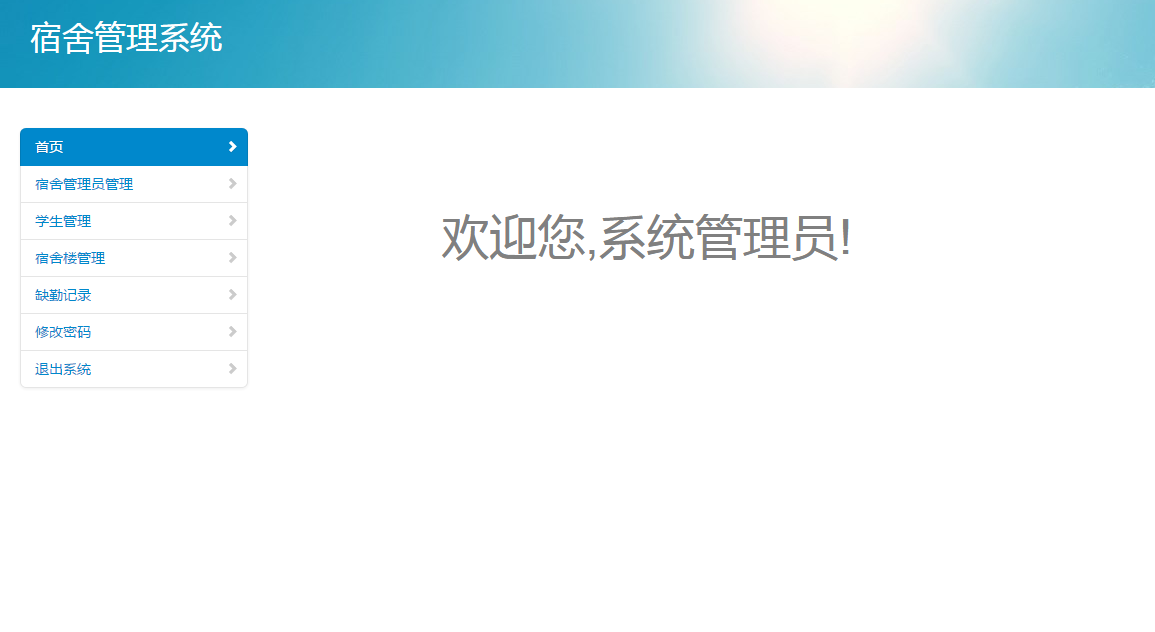 宿舍管理系统
首页
宿舍管理员管理
学生管理
宿舍楼管理
缺勤记录
修改密码
退出系统
欢迎您,系统管理员!